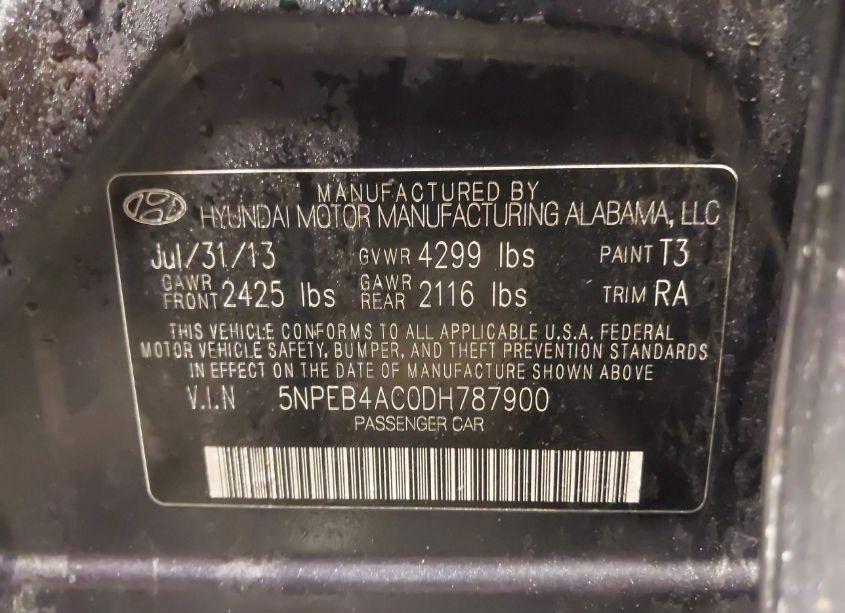 MANUFACTURED BY
HYUNDAI MOTOR MANUFACTURING ALABAMA, LLC
Jul/31/13 GVWR 4299 lbs PAINT T3
GAWR FRONT 2425 lbs GAWR REAR 2116 lbs TRIM RA
THIS VEHICLE CONFORMS TO ALL APPLICABLE U.S.A. FEDERAL
MOTOR VEHICLE SAFETY, BUMPER, AND THEFT PREVENTION STANDARDS
IN EFFECT ON THE DATE OF MANUFACTURE SHOWN ABOVE
V.I.N 5NPEB4AC0DH787900
PASSENGER CAR